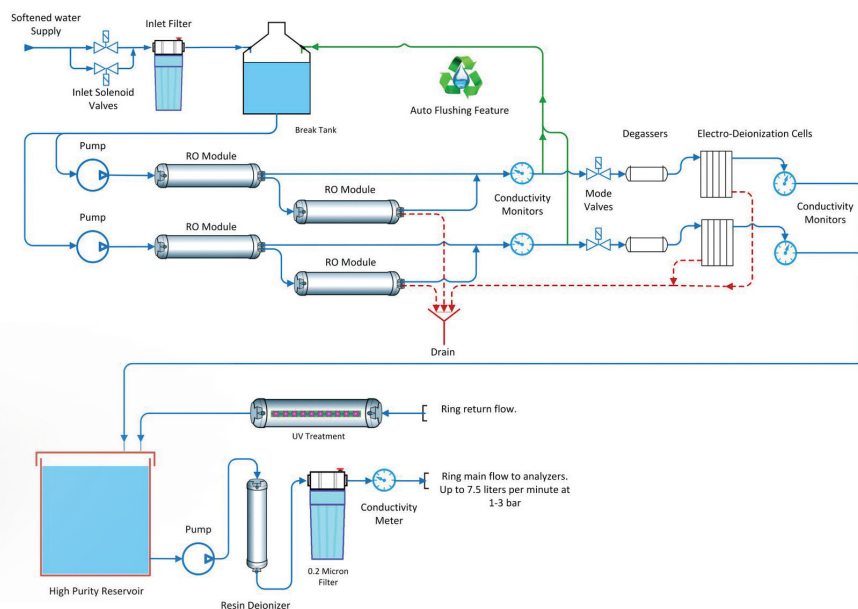 Softened water
Supply
Inlet Filter
Inlet Solenoid
Valves
Break Tank
Auto Flushing Feature
Pump
RO Module
RO Module
Conductivity
Monitors
Mode
Valves
Degassers
Electro-Deionization Cells
Conductivity
Monitors
Pump
RO Module
RO Module
Drain
UV Treatment
Ring return flow.
Ring main flow to analyzers.
Up to 7.5 liters per minute at
1-3 bar
Conductivity
Meter
Pump
0.2 Micron
Filter
High Purity Reservoir
Resin Deionizer